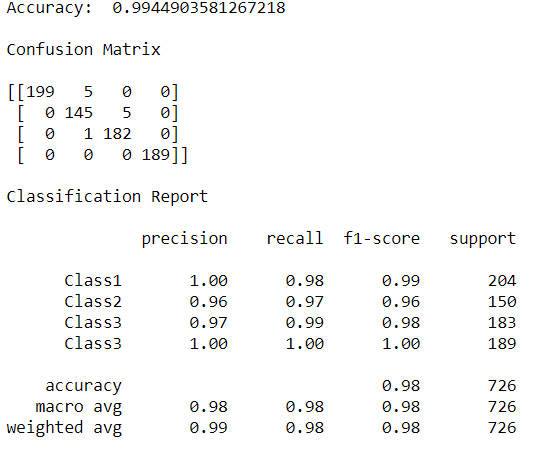 Accuracy:  0.9944903581267218
Confusion Matrix
[[199   5   0   0]
 [  0 145   5   0]
 [  0   1 182   0]
 [  0   0   0 189]]
Classification Report
              precision    recall  f1-score   support
      Class1       1.00      0.98      0.99       204
      Class2       0.96      0.97      0.96       150
      Class3       0.97      0.99      0.98       183
      Class3       1.00      1.00      1.00       189
    accuracy                           0.98       726
   macro avg       0.98      0.98      0.98       726
weighted avg       0.99      0.98      0.98       726